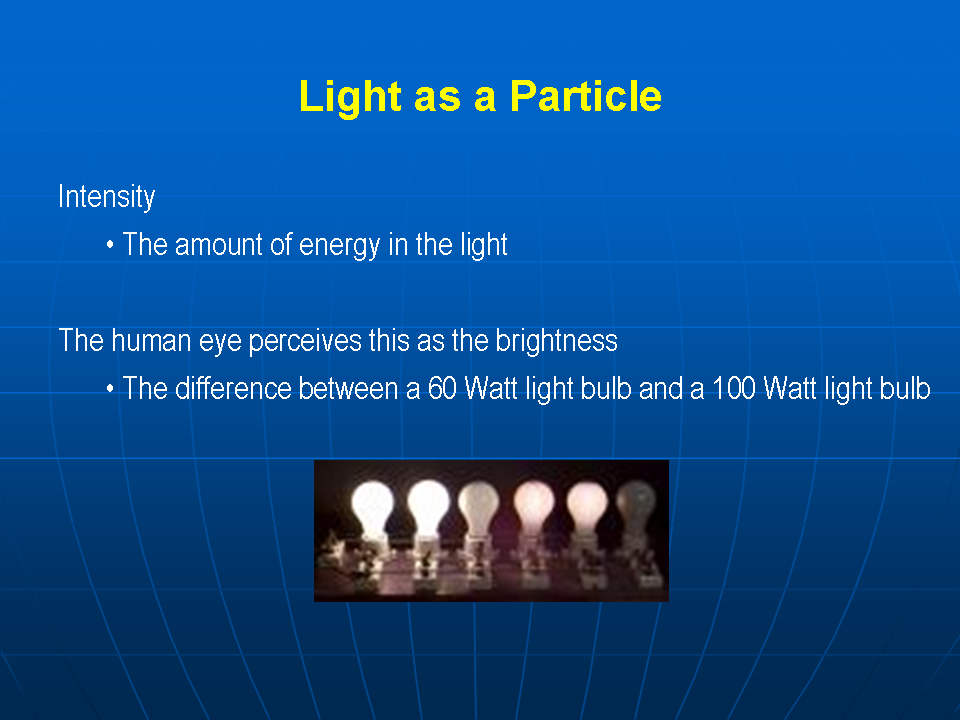 Light as a Particle
Intensity
• The amount of energy in the light
The human eye perceives this as the brightness
• The difference between a 60 Watt light bulb and a 100 Watt light bulb